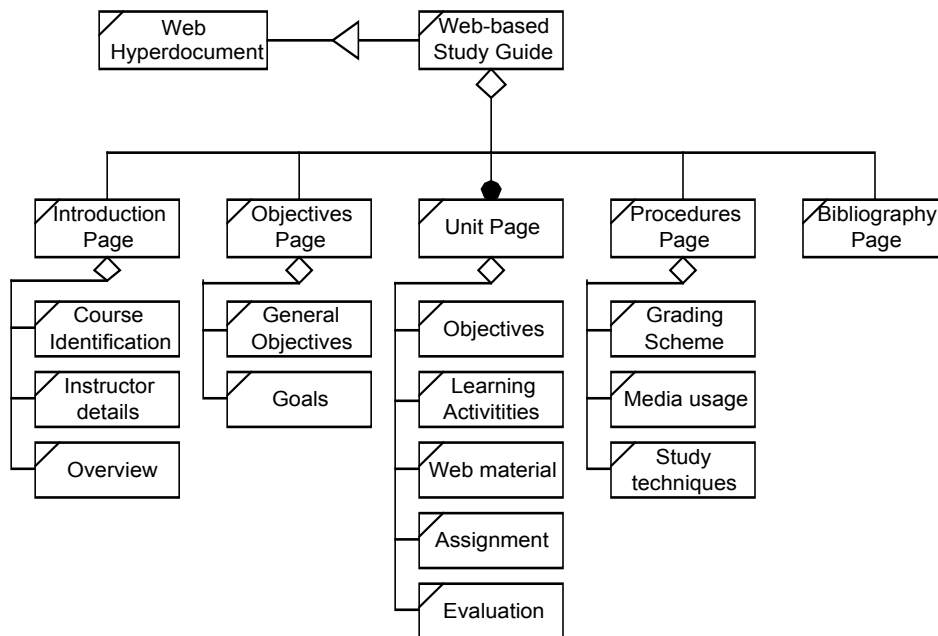 Web
Hyperdocument
Web-based
Study Guide
Introduction
Page
Objectives
Page
Unit Page
Procedures
Page
Bibliography
Page
Course
Identification
Instructor
details
Overview
General
Objectives
Goals
Objectives
Learning
Activitities
Web material
Assignment
Evaluation
Grading
Scheme
Media usage
Study
techniques